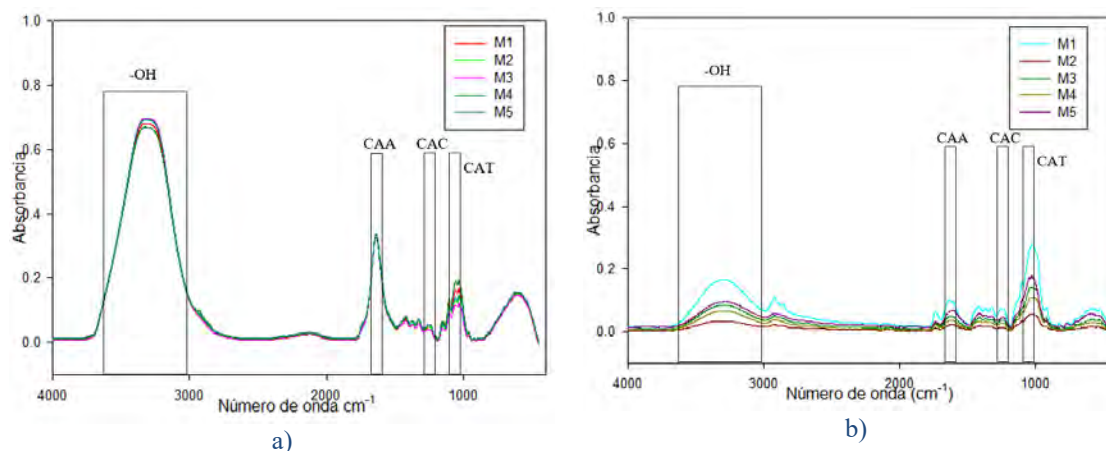 1.0
0.8
0.6
0.4
0.2
0.0
Absorbancia
-OH
CAA
CAC
CAT
M1
M2
M3
M4
M5
4000
3000
2000
1000
Número de onda cm-1
a)
1.0
0.8
0.6
0.4
0.2
0.0
Absorbancia
-OH
CAA
CAC
CAT
M1
M2
M3
M4
M5
4000
3000
2000
1000
Número de onda (cm-1)
b)